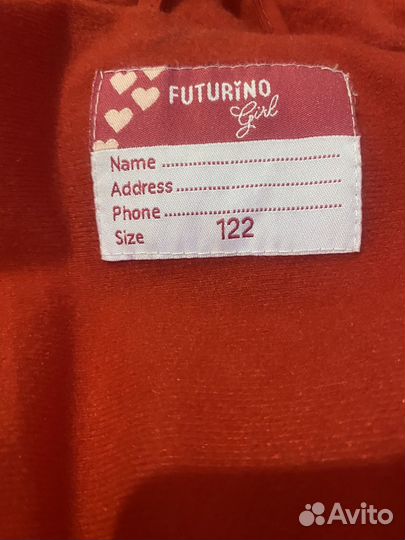 FUTURINO
Girl
Name ..............................
Address ..........................
Phone ............................
Size 122
Avito